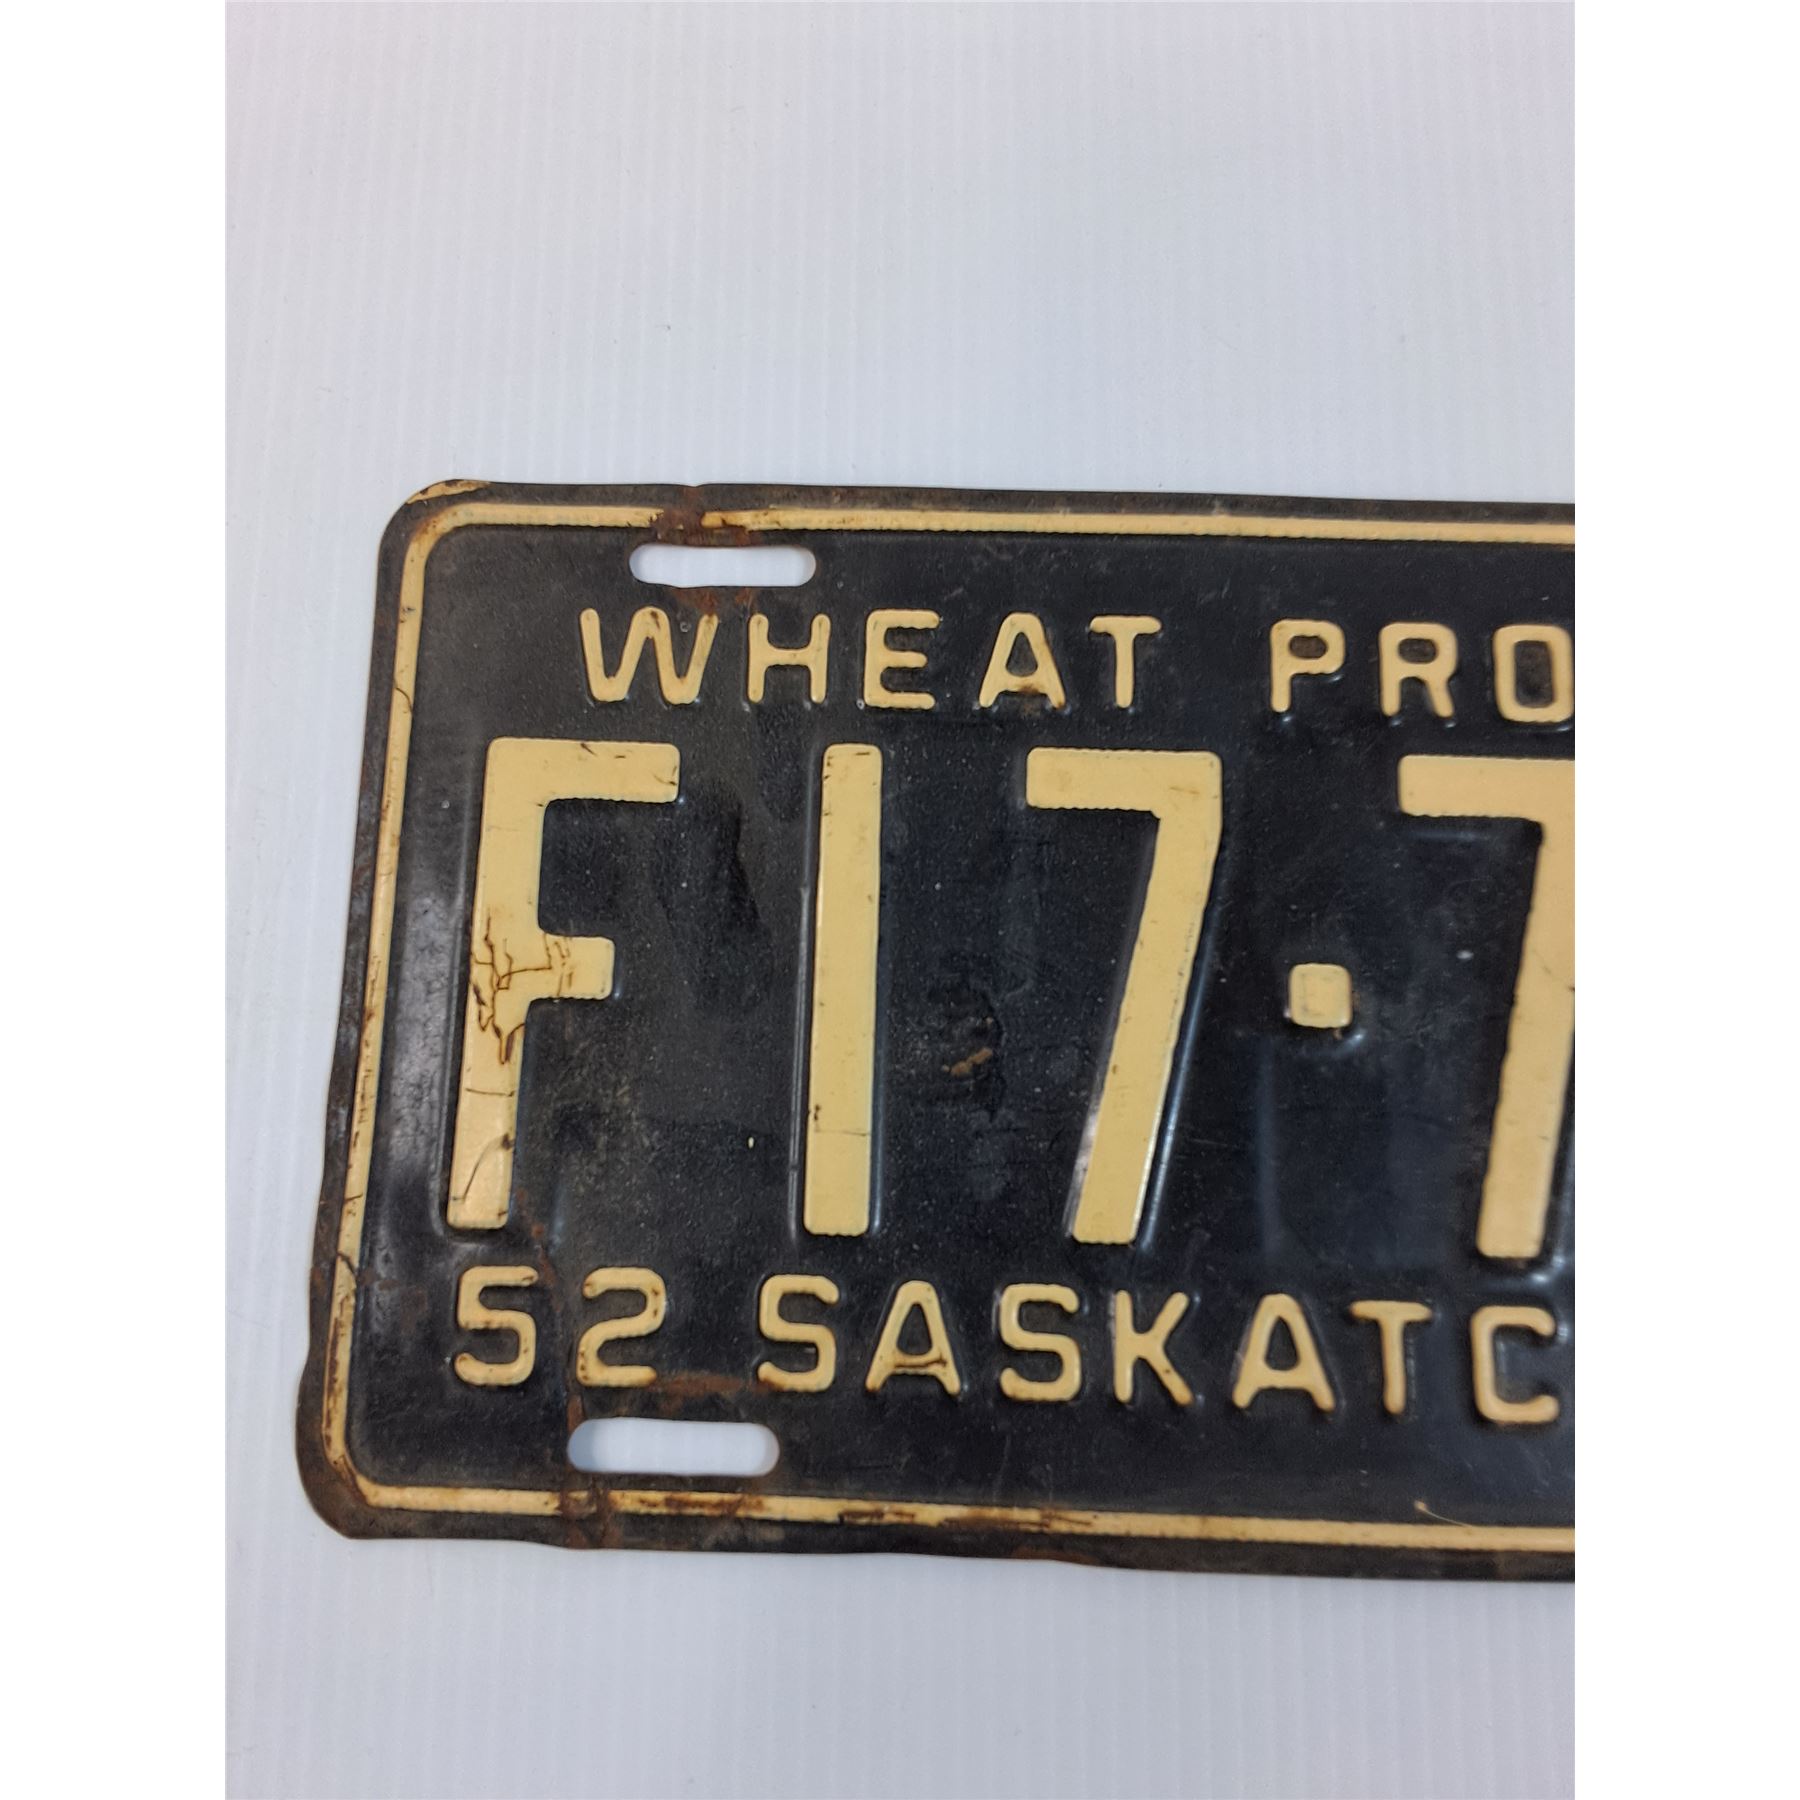 WHEAT PRO
F17·7
52 SASKATC